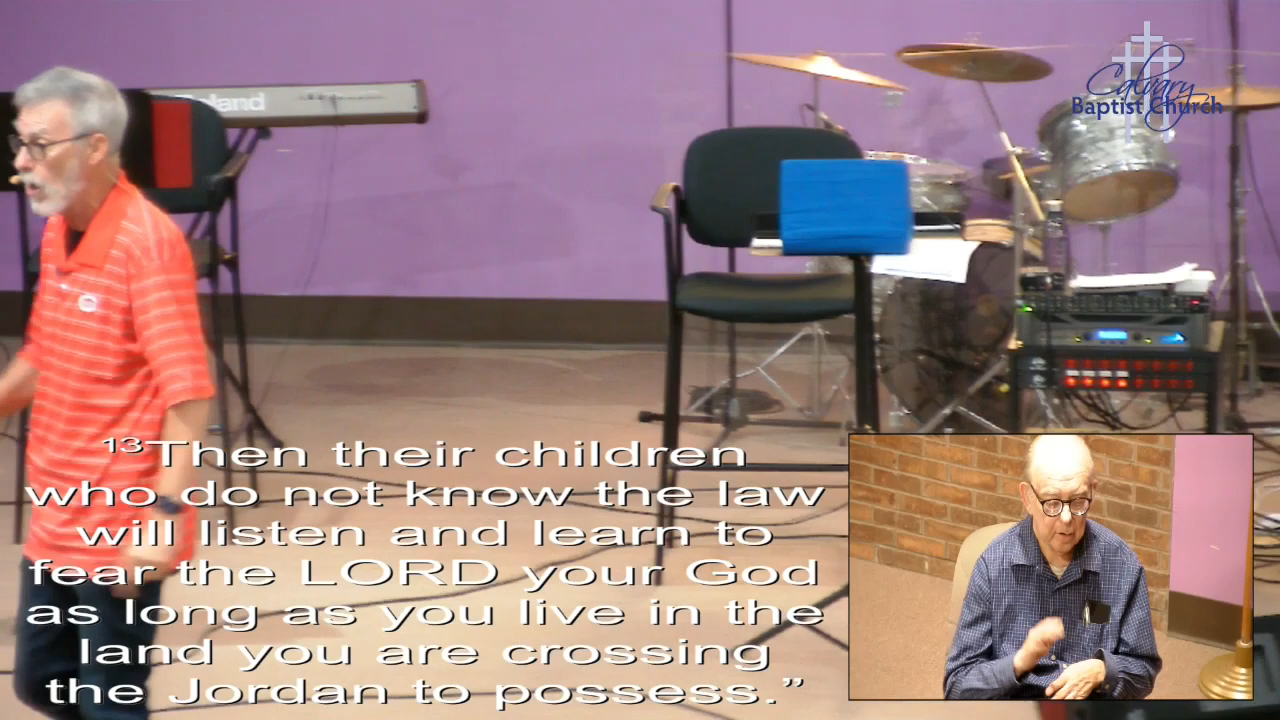 Roland
Calvary
Baptist Church
¹³Then their children
who do not know the law
will listen and learn to
fear the LORD your God
as long as you live in the
land you are crossing
the Jordan to possess.”